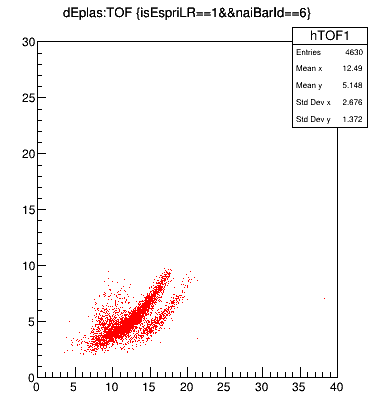 dEplas:TOF {isEspriLR==1&&naiBarId==6}
hTOF1
Entries 4630
Mean x 12.49
Mean y 5.148
Std Dev x 2.676
Std Dev y 1.372
30
25
20
15
10
5
0
0 5 10 15 20 25 30 35 40